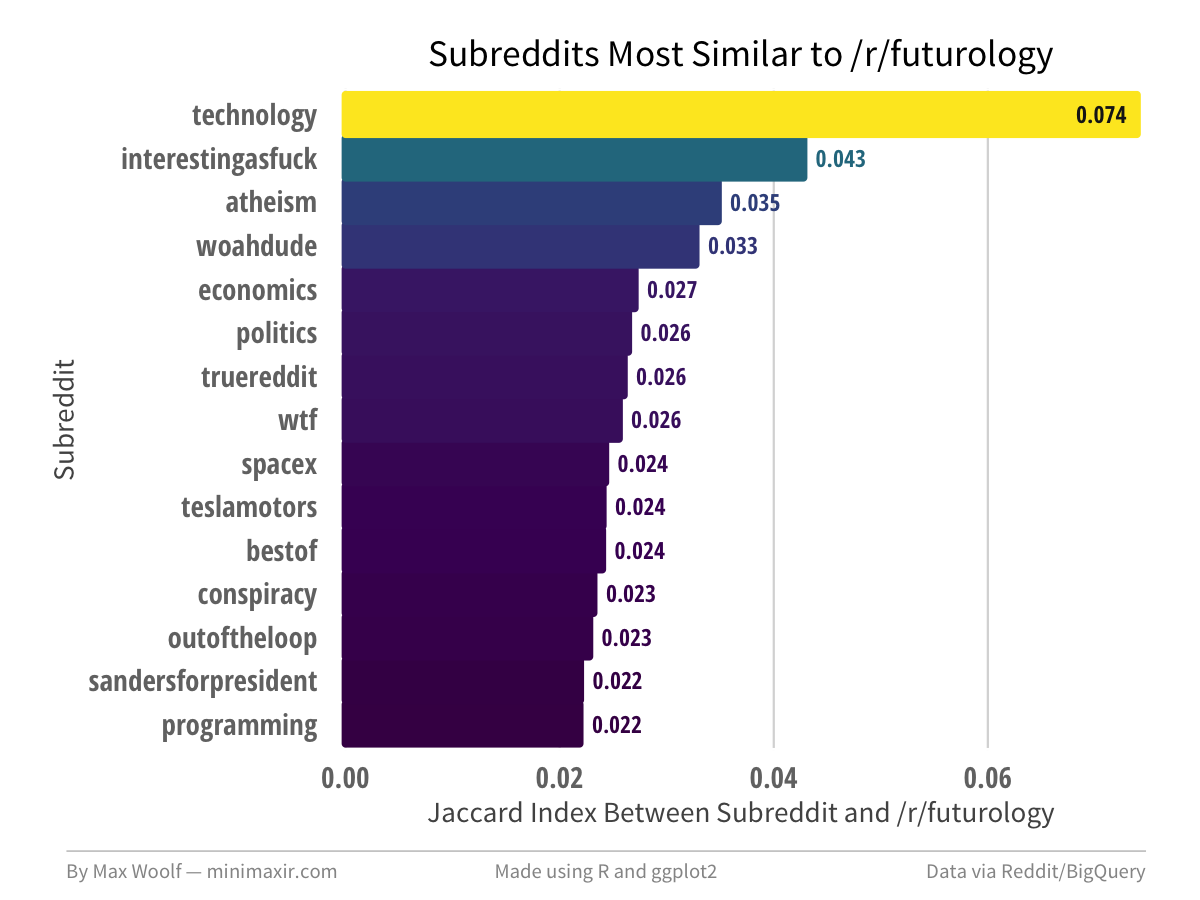 Subreddits Most Similar to /r/futurology
technology 0.074
interestingasfuck 0.043
atheism 0.035
woahdude 0.033
economics 0.027
politics 0.026
truereddit 0.026
wtf 0.026
spacex 0.024
teslamotors 0.024
bestof 0.024
conspiracy 0.023
outoftheloop 0.023
sandersforpresident 0.022
programming 0.022
Subreddit
0.00 0.02 0.04 0.06
Jaccard Index Between Subreddit and /r/futurology
By Max Woolf — minimaxir.com Made using R and ggplot2 Data via Reddit/BigQuery